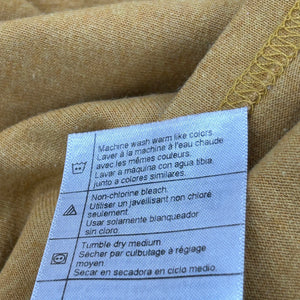 Machine wash warm like colors.
Laver à la machine à l'eau chaude
avec les mêmes couleurs.
Lavar a máquina con agua tibia
junto a colores similares.
Non-chlorine bleach.
Utiliser un javellisant non chloré
seulement.
Usar solamente blanqueador
sin cloro.
Tumble dry medium.
Sécher par culbutage à réglage
moyen.
Secar en secadora en ciclo medio.